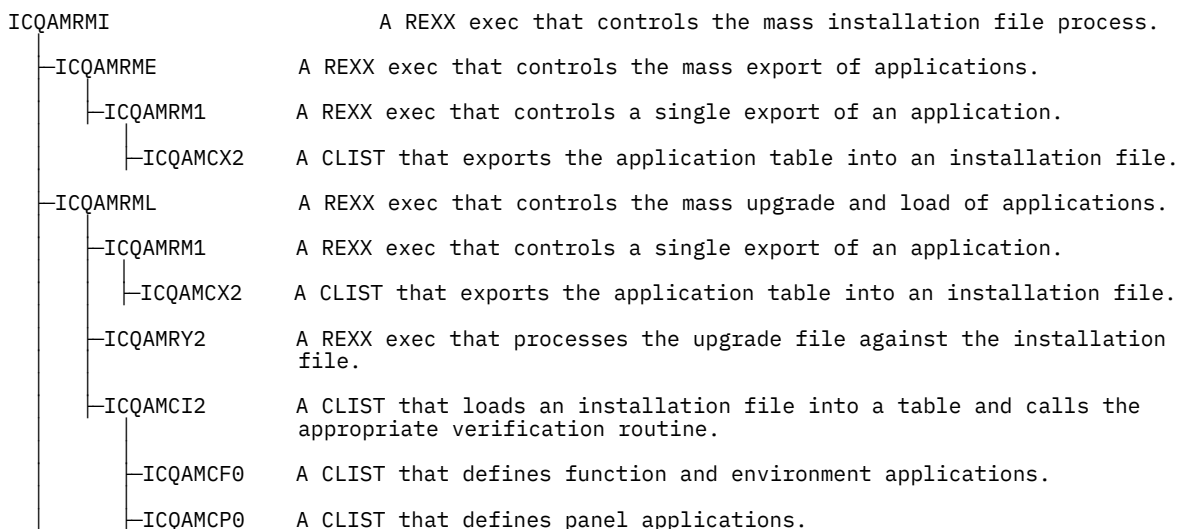 ICQAMRMI A REXX exec that controls the mass installation file process.
ICQAMRME A REXX exec that controls the mass export of applications.
ICQAMRM1 A REXX exec that controls a single export of an application.
ICQAMCX2 A CLIST that exports the application table into an installation file.
ICQAMRML A REXX exec that controls the mass upgrade and load of applications.
ICQAMRM1 A REXX exec that controls a single export of an application.
ICQAMCX2 A CLIST that exports the application table into an installation file.
ICQAMRY2 A REXX exec that processes the upgrade file against the installation
file.
ICQAMCI2 A CLIST that loads an installation file into a table and calls the
appropriate verification routine.
ICQAMCF0 A CLIST that defines function and environment applications.
ICQAMCP0 A CLIST that defines panel applications.